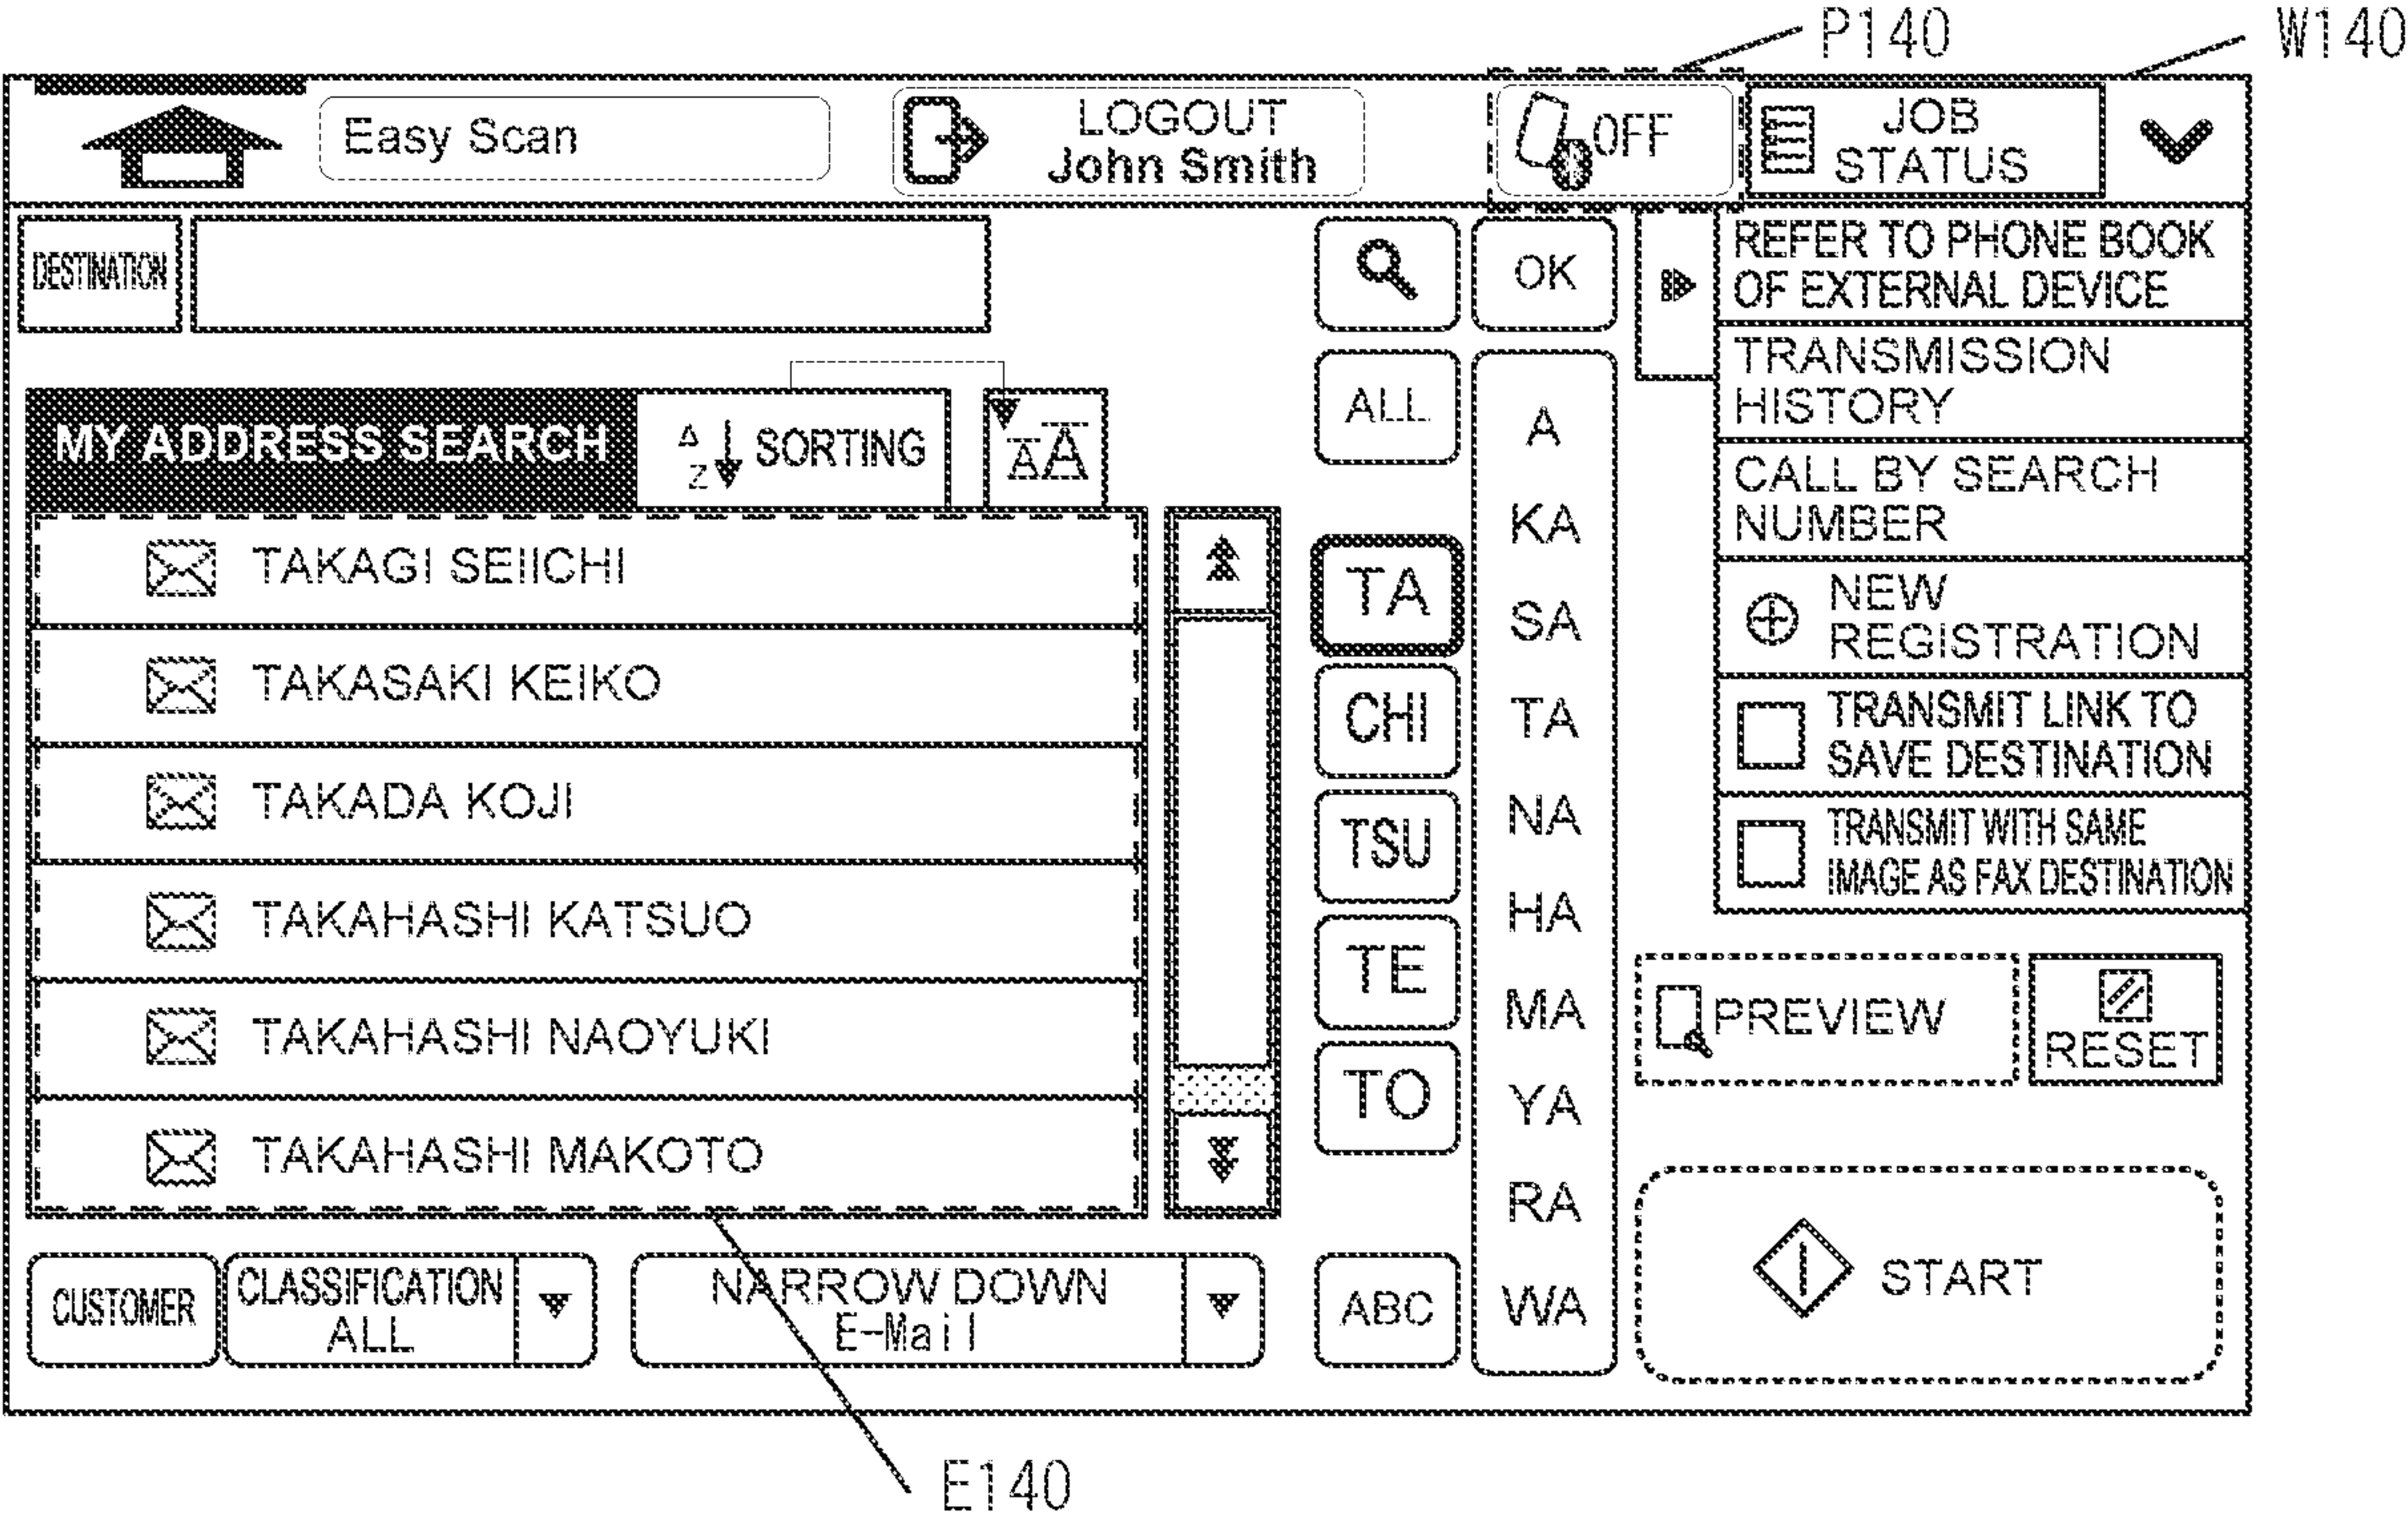 P140
W140
Easy Scan
LOGOUT
John Smith
OFF
JOB
STATUS
DESTINATION
OK
REFER TO PHONE BOOK
OF EXTERNAL DEVICE
TRANSMISSION
HISTORY
CALL BY SEARCH
NUMBER
NEW
REGISTRATION
TRANSMIT LINK TO
SAVE DESTINATION
TRANSMIT WITH SAME
IMAGE AS FAX DESTINATION
MY ADDRESS SEARCH
A
Z
SORTING
AA
ALL
TAKAGI SEIICHI
TAKASAKI KEIKO
TAKADA KOJI
TAKAHASHI KATSUO
TAKAHASHI NAOYUKI
TAKAHASHI MAKOTO
TA
CHI
TSU
TE
TO
ABC
A
KA
SA
TA
NA
HA
MA
YA
RA
WA
PREVIEW
RESET
START
CUSTOMER
CLASSIFICATION
ALL
NARROW DOWN
E-Mail
E140